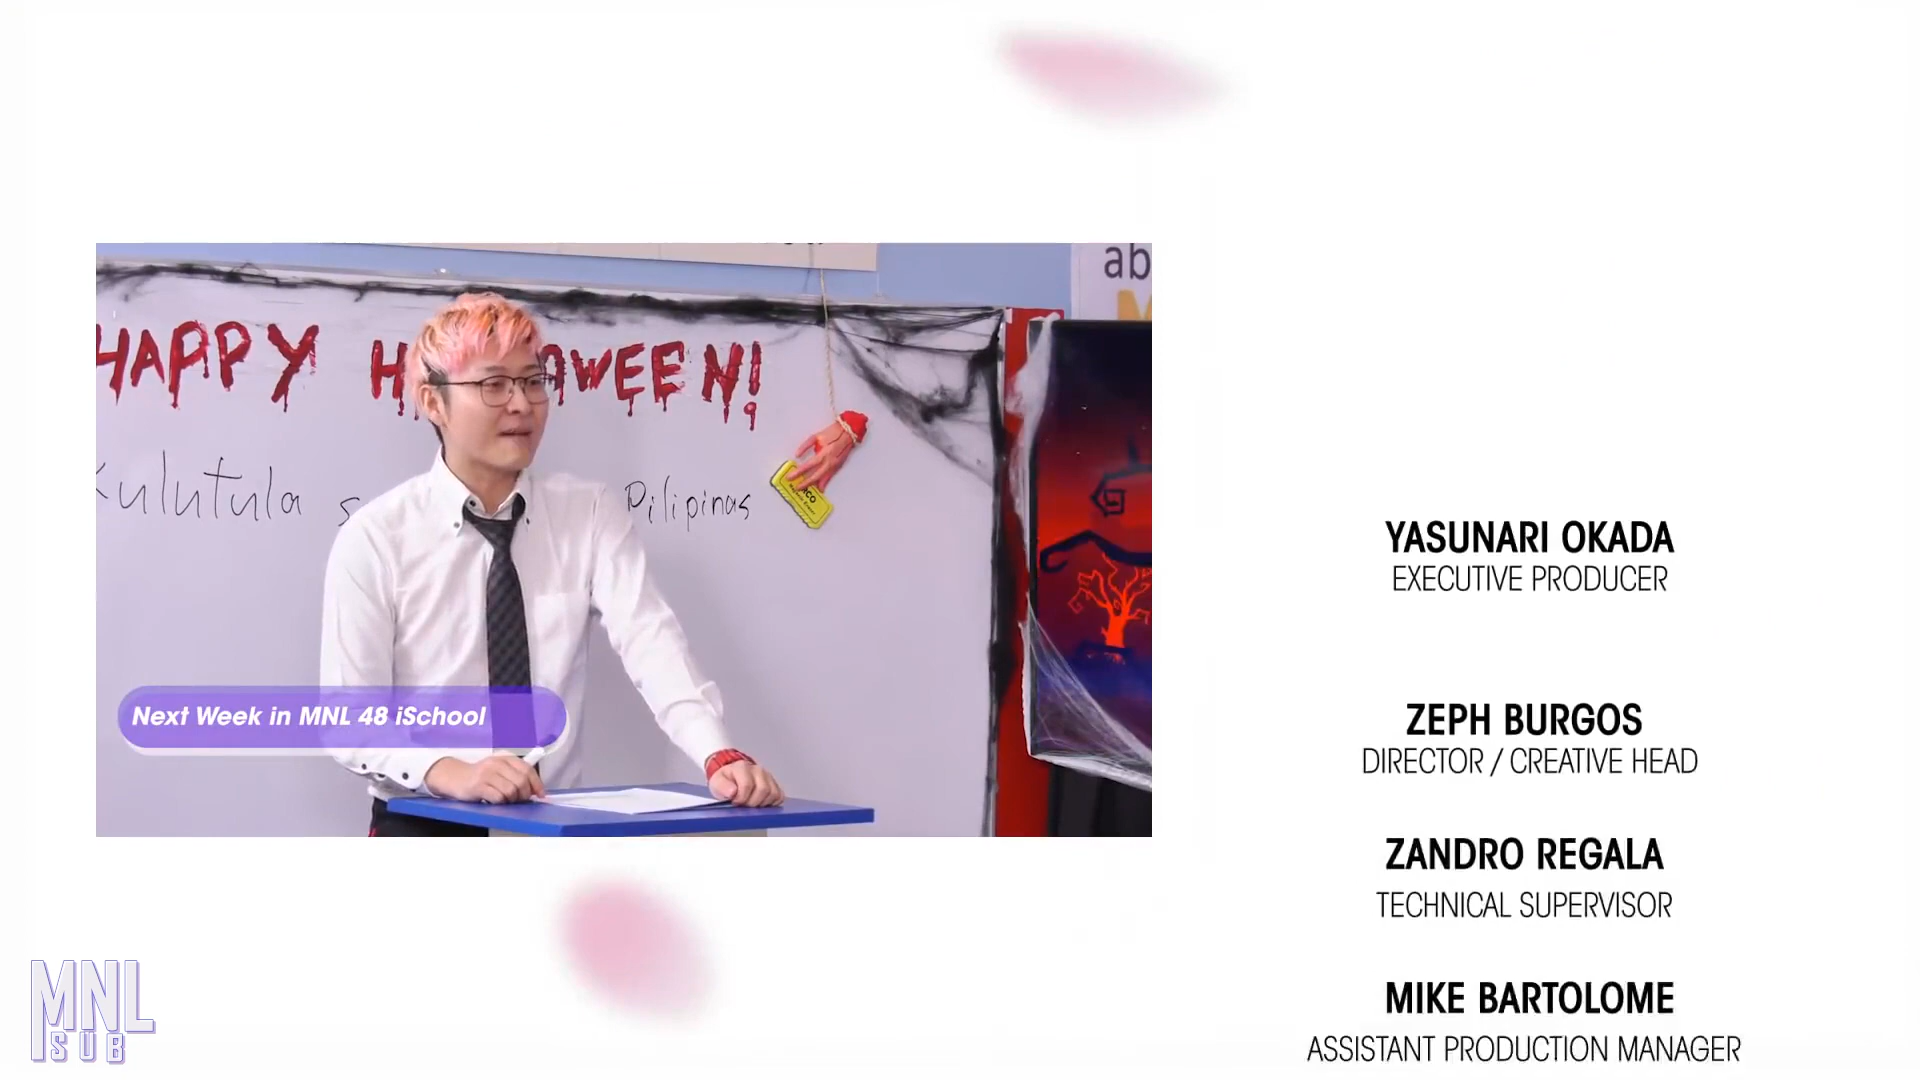 ab
HAPPY H AWEEN!
Kulutula s Pilipinas
Next Week in MNL 48 iSchool
YASUNARI OKADA
EXECUTIVE PRODUCER
ZEPH BURGOS
DIRECTOR / CREATIVE HEAD
ZANDRO REGALA
TECHNICAL SUPERVISOR
MIKE BARTOLOME
ASSISTANT PRODUCTION MANAGER
MNL
SUB